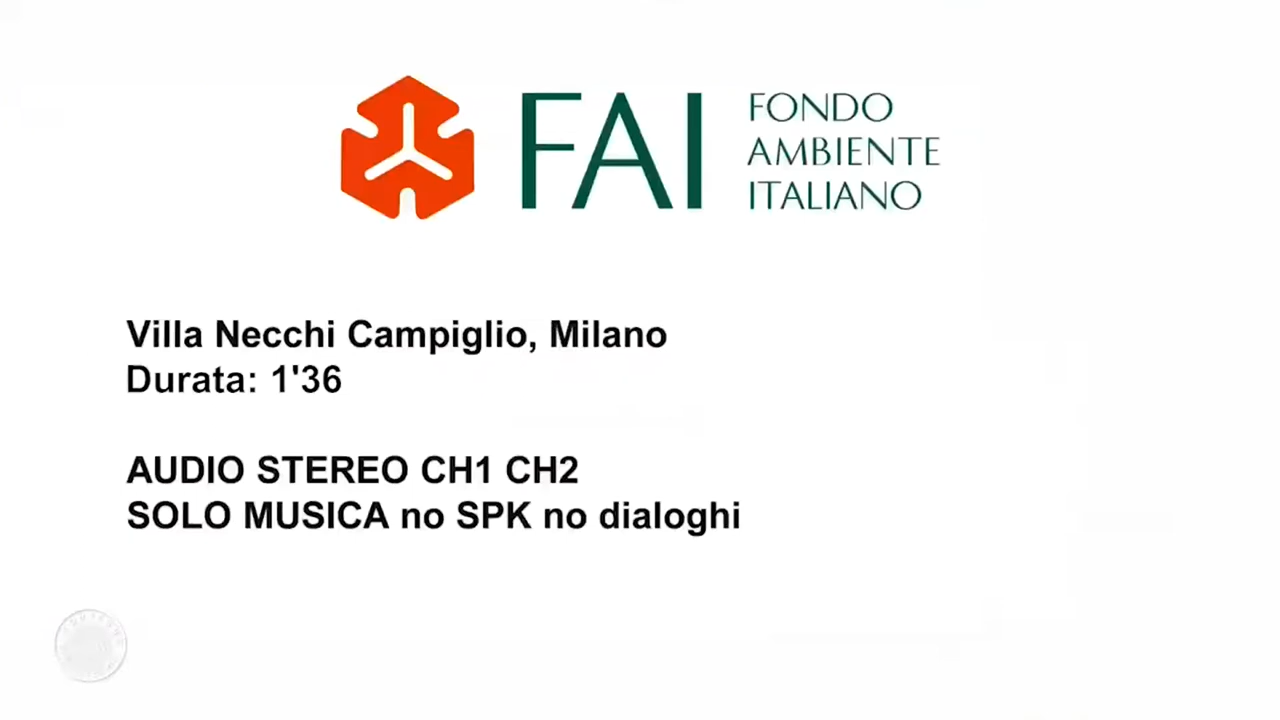 FAI
FONDO
AMBIENTE
ITALIANO
Villa Necchi Campiglio, Milano
Durata: 1'36
AUDIO STEREO CH1 CH2
SOLO MUSICA no SPK no dialoghi